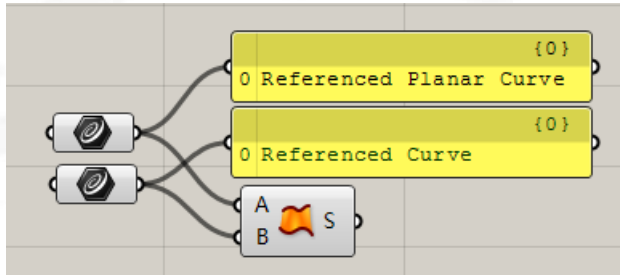 {0}
0 Referenced Planar Curve
{0}
0 Referenced Curve
A
S
B